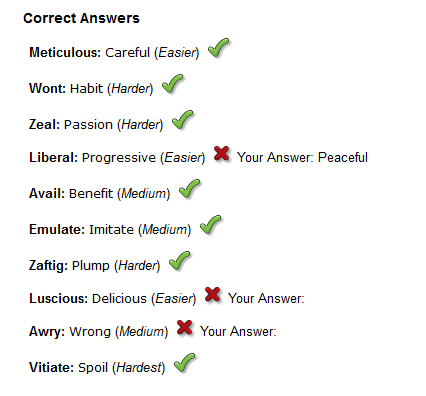 Correct Answers
Meticulous: Careful (Easier)
Wont: Habit (Harder)
Zeal: Passion (Harder)
Liberal: Progressive (Easier) Your Answer: Peaceful
Avail: Benefit (Medium)
Emulate: Imitate (Medium)
Zaftig: Plump (Harder)
Luscious: Delicious (Easier) Your Answer:
Awry: Wrong (Medium) Your Answer:
Vitiate: Spoil (Hardest)